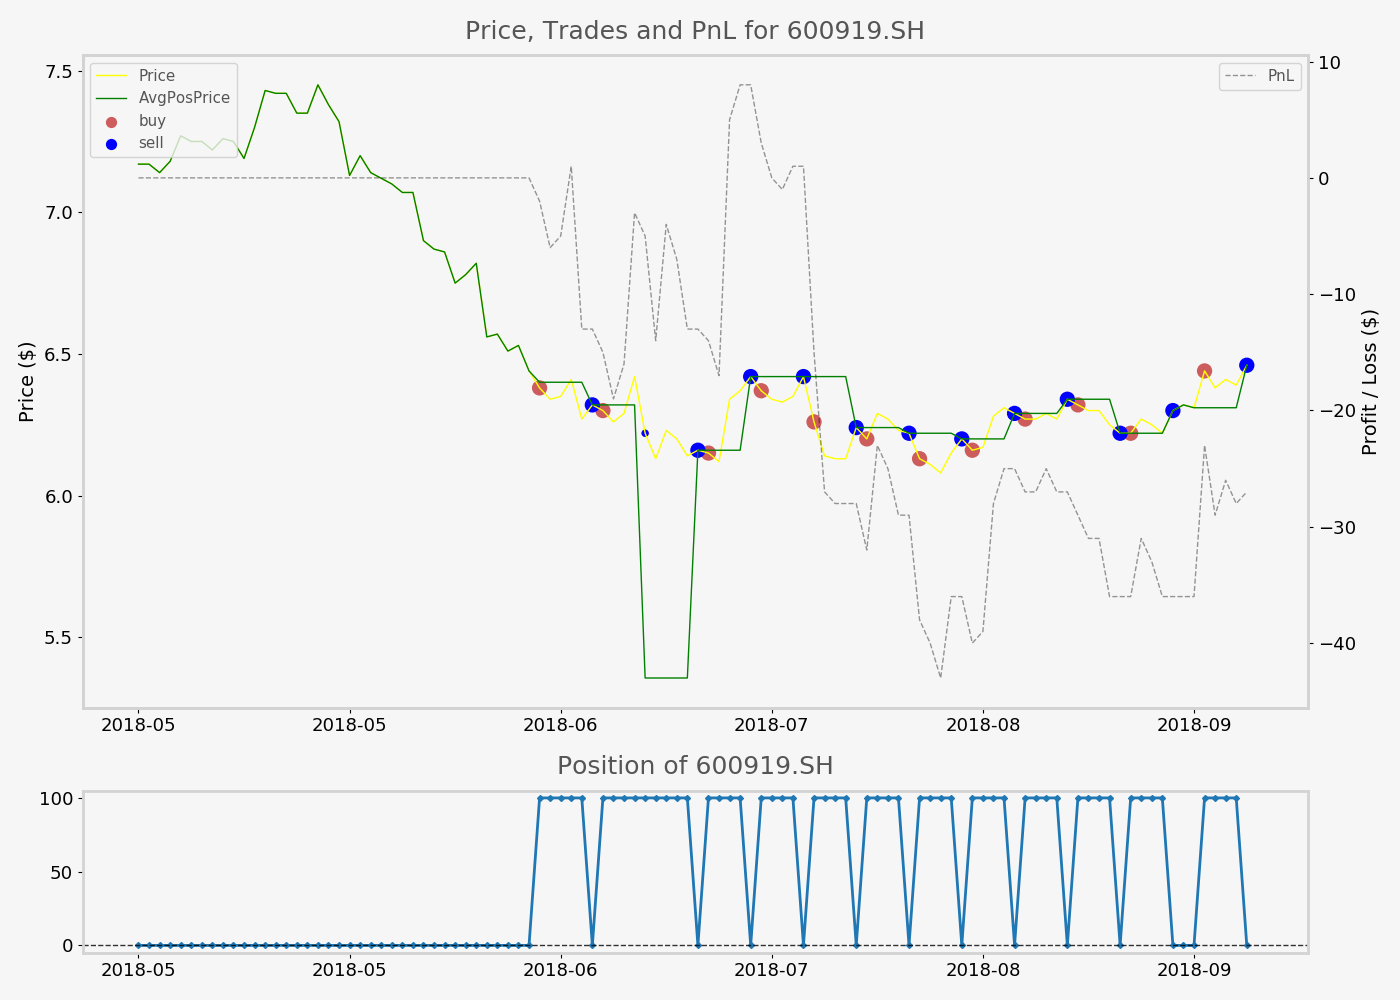 Price, Trades and PnL for 600919.SH
Price
AvgPosPrice
buy
sell
PnL
7.5
7.0
6.5
6.0
5.5
Price ($)
10
0
−10
−20
−30
−40
Profit / Loss ($)
2018-05 2018-05 2018-06 2018-07 2018-08 2018-09
Position of 600919.SH
100
50
0
2018-05 2018-05 2018-06 2018-07 2018-08 2018-09